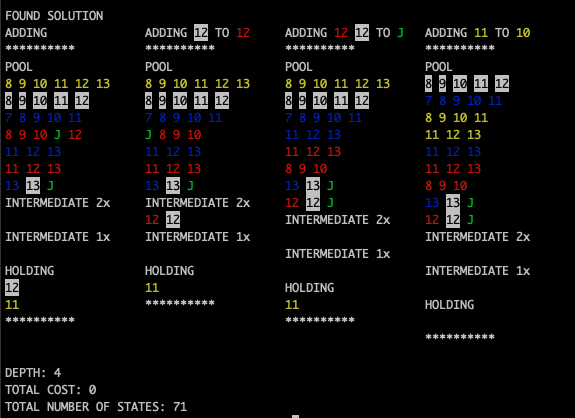 FOUND SOLUTION
ADDING
**********
POOL
8 9 10 11 12 13
8 9 10 11 12
7 8 9 10 11
8 9 10 J 12
11 12 13
11 12 13
13 13 J
INTERMEDIATE 2x
INTERMEDIATE 1x
HOLDING
12
11
**********
ADDING 12 TO 12
**********
POOL
8 9 10 11 12 13
8 9 10 11 12
7 8 9 10 11
J 8 9 10
11 12 13
11 12 13
13 13 J
INTERMEDIATE 2x
12 12
INTERMEDIATE 1x
HOLDING
11
**********
ADDING 12 12 TO J
**********
POOL
8 9 10 11 12 13
8 9 10 11 12
7 8 9 10 11
11 12 13
11 12 13
8 9 10
13 13 J
12 12 J
INTERMEDIATE 2x
INTERMEDIATE 1x
HOLDING
11
**********
ADDING 11 TO 10
**********
POOL
8 9 10 11 12
7 8 9 10 11
8 9 10 11
11 12 13
11 12 13
11 12 13
8 9 10
13 13 J
12 12 J
INTERMEDIATE 2x
INTERMEDIATE 1x
HOLDING
**********
DEPTH: 4
TOTAL COST: 0
TOTAL NUMBER OF STATES: 71